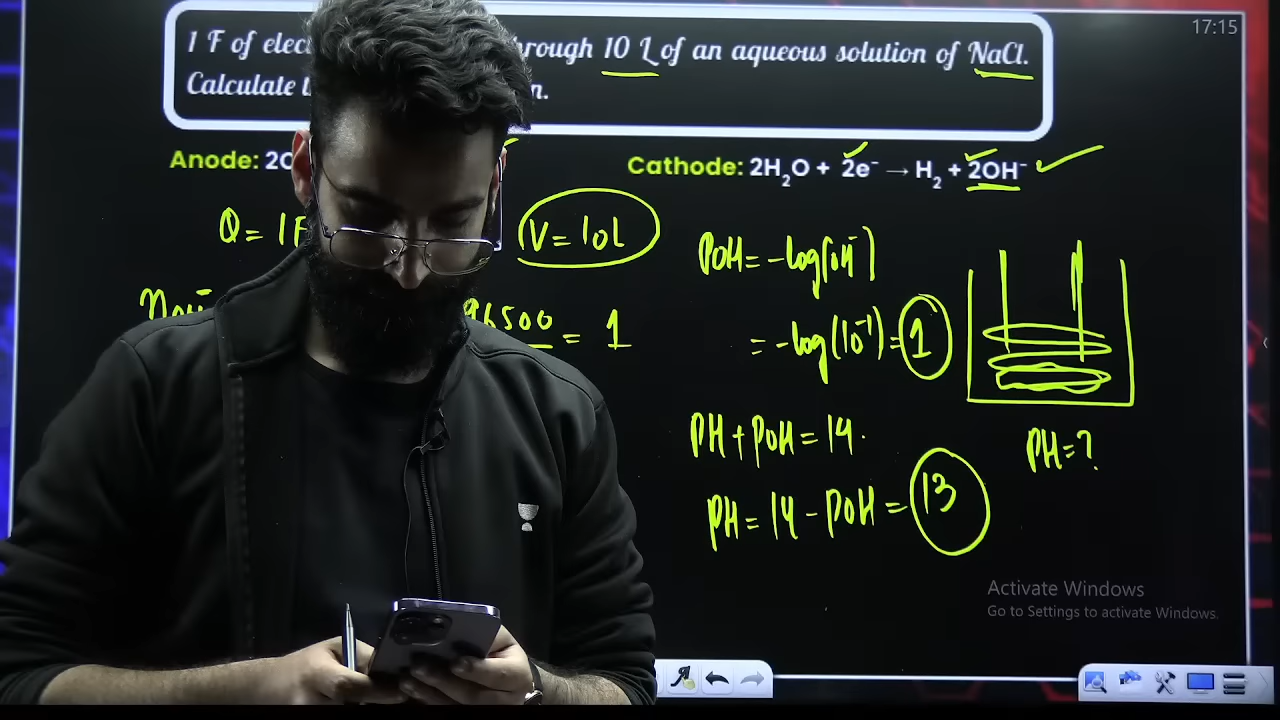 17:15
1 F of elec hrough 10 L of an aqueous solution of NaCl.
Calculate n.
Anode: 2C
Cathode: 2H₂O + 2e⁻ → H₂ + 2OH⁻
Q = 1F
V = 10L
96500 = 1
POH = -log[OH⁻]
= -log(10⁻¹) = 1
PH + POH = 14.
PH = 14 - POH = 13
PH = ?
Activate Windows
Go to Settings to activate Windows.